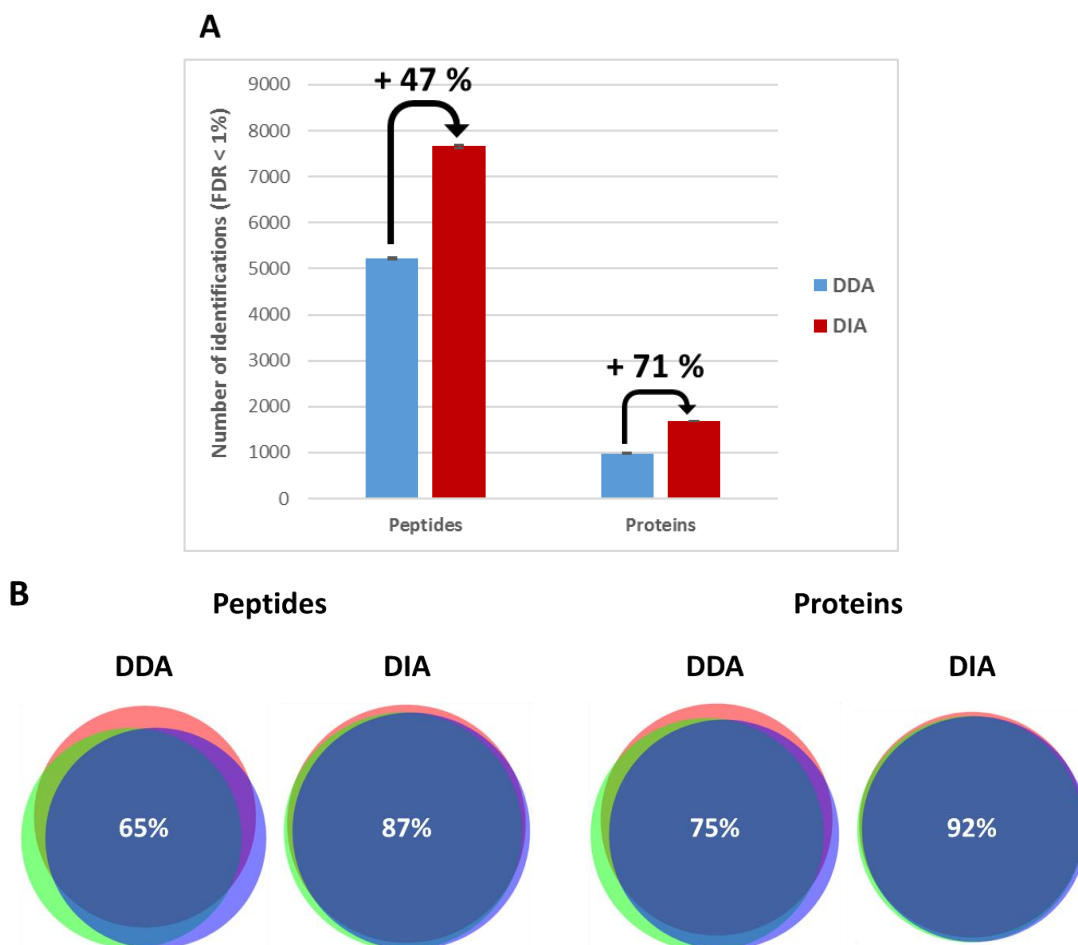 A
+ 47 %
9000
8000
7000
6000
5000
4000
3000
2000
1000
0
Number of identifications (FDR < 1%)
+ 71 %
DDA
DIA
Peptides Proteins
B
Peptides Proteins
DDA DIA DDA DIA
65% 87% 75% 92%